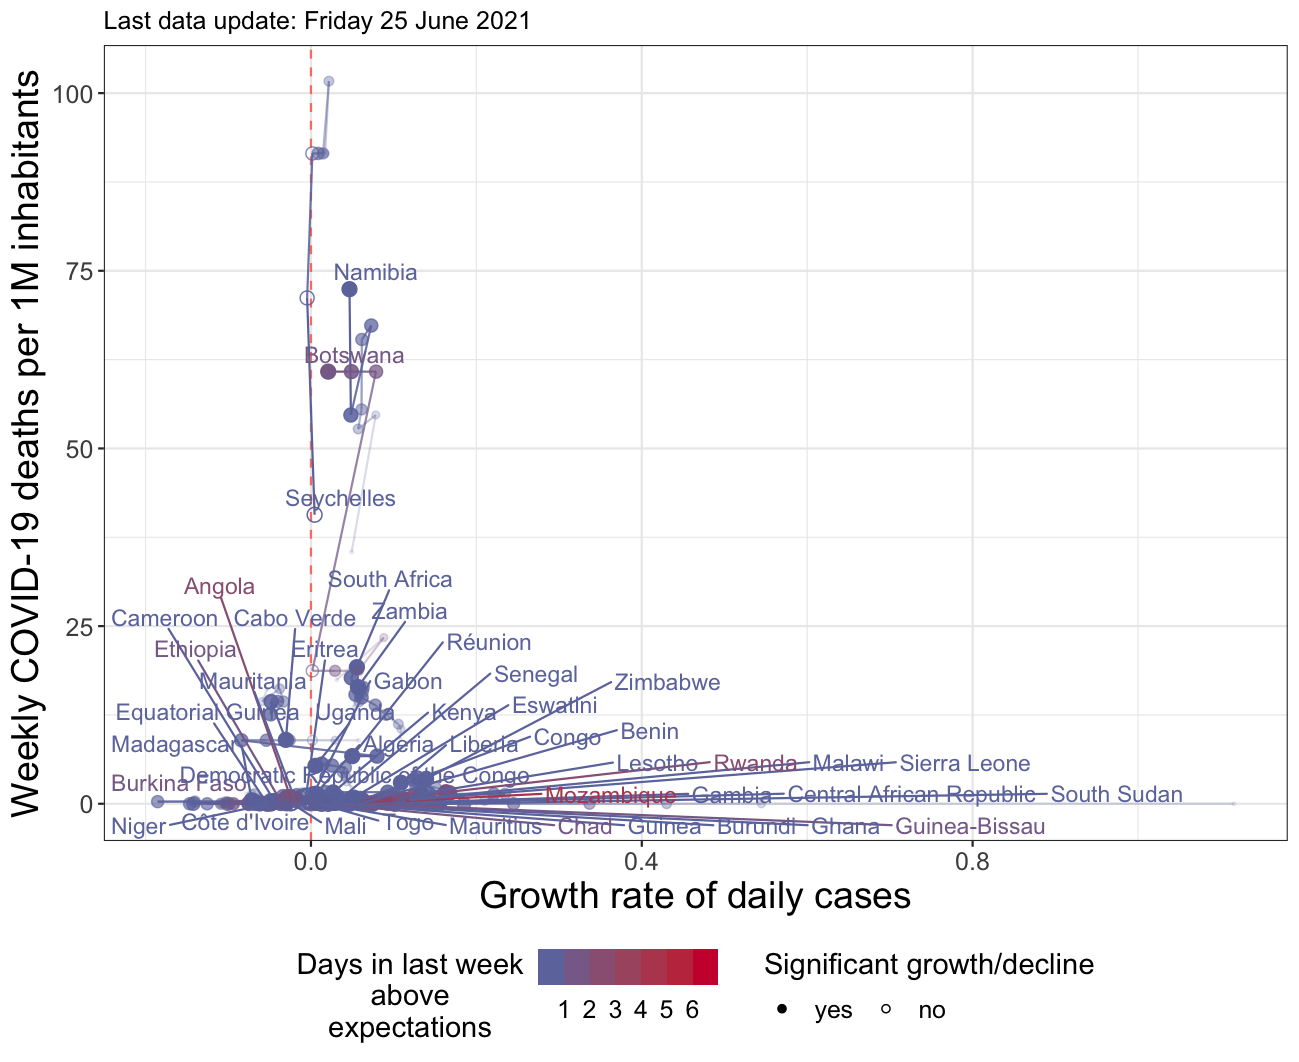 Last data update: Friday 25 June 2021
Weekly COVID-19 deaths per 1M inhabitants
100
75
50
25
0
Namibia
Botswana
Seychelles
South Africa
Angola
Zambia
Cameroon
Cabo Verde
Réunion
Ethiopia
Eritrea
Senegal
Mauritania
Gabon
Zimbabwe
Eswatini
Equatorial Guinea
Uganda
Kenya
Benin
Congo
Madagascar
Algeria
Liberia
Lesotho
Rwanda
Malawi
Sierra Leone
Democratic Republic of the Congo
Burkina Faso
Mozambique
Gambia
Central African Republic
South Sudan
Niger
Côte d'Ivoire
Mali
Togo
Mauritius
Chad
Guinea
Burundi
Ghana
Guinea-Bissau
0.0
0.4
0.8
Growth rate of daily cases
Days in last week
above
expectations
1 2 3 4 5 6
Significant growth/decline
yes
no